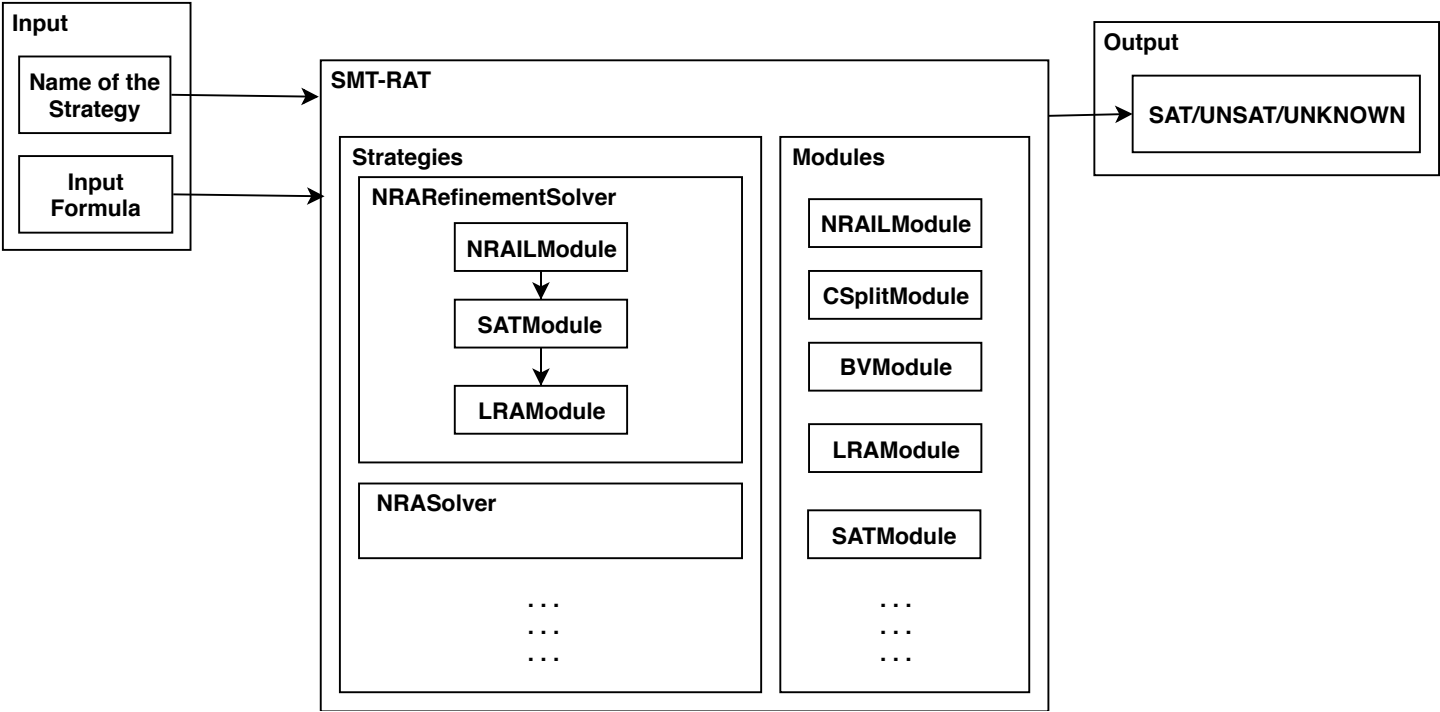 Input
Name of the
Strategy
Input
Formula
SMT-RAT
Strategies
NRARefinementSolver
NRAILModule
SATModule
LRAModule
NRASolver
. . .
. . .
. . .
Modules
NRAILModule
CSplitModule
BVModule
LRAModule
SATModule
. . .
. . .
. . .
Output
SAT/UNSAT/UNKNOWN